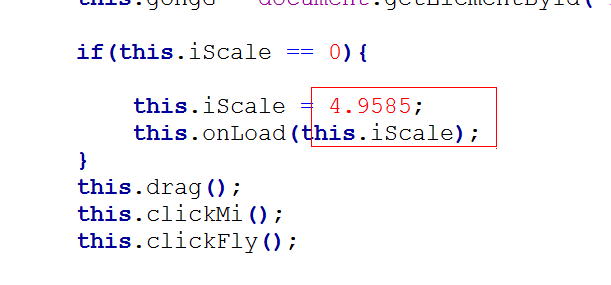 if(this.iScale == 0){
this.iScale = 4.9585;
this.onLoad(this.iScale);
}
this.drag();
this.clickMi();
this.clickFly();